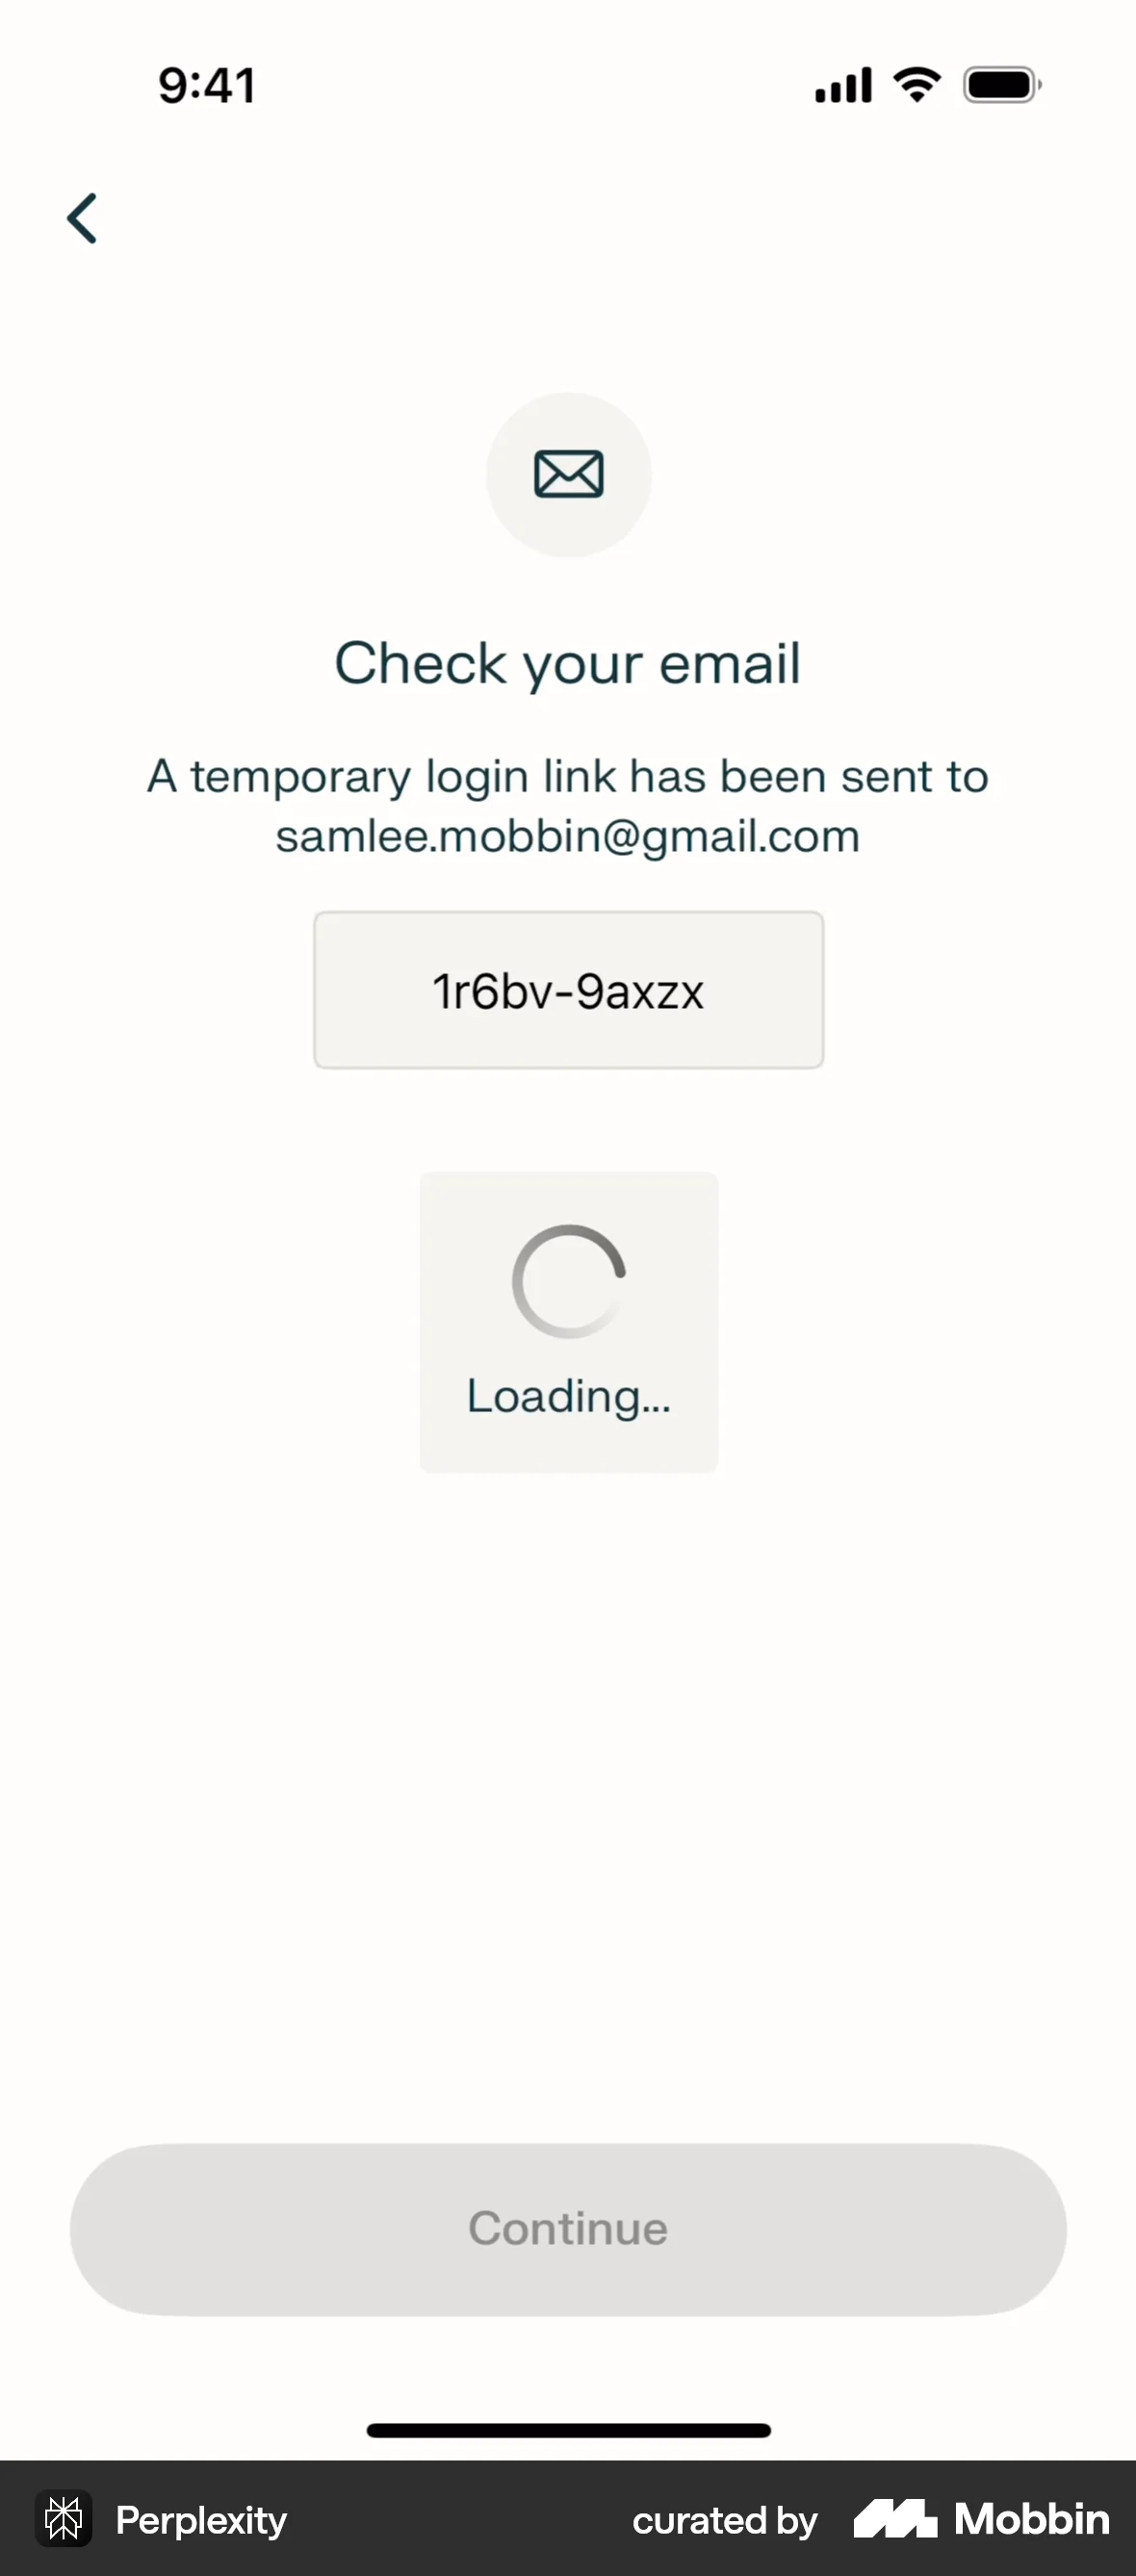 9:41
Check your email
A temporary login link has been sent to
samlee.mobbin@gmail.com
1r6bv-9axzx
Loading...
Continue
Perplexity curated by Mobbin